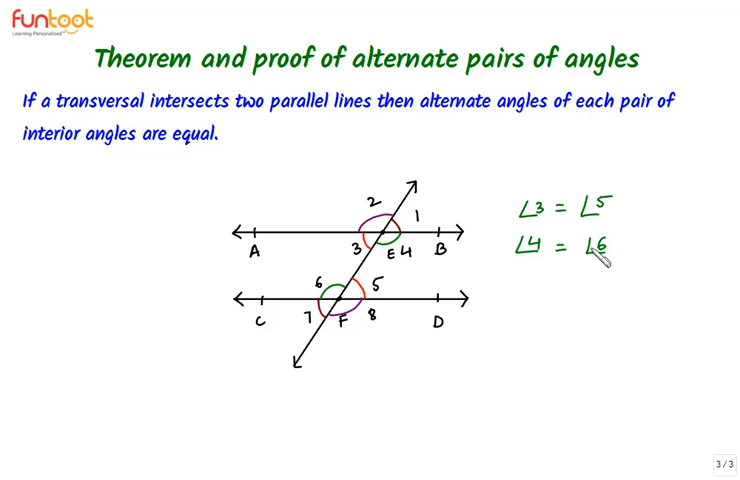 funtoot
Learning Personalized
Theorem and proof of alternate pairs of angles
If a transversal intersects two parallel lines then alternate angles of each pair of
interior angles are equal.
2
1
∠3 = ∠5
3
E
4
A
B
∠4 = ∠6
6
5
7
F
8
C
D
3 / 3